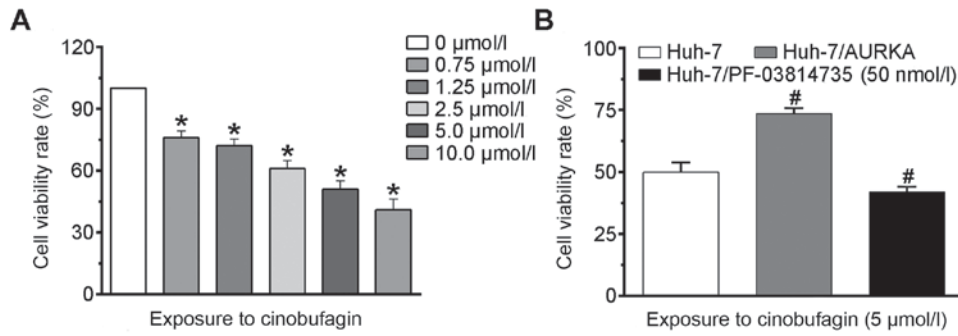 A
Cell viability rate (%)
120
90
60
30
0
* * * * *
Exposure to cinobufagin
0 µmol/l
0.75 µmol/l
1.25 µmol/l
2.5 µmol/l
5.0 µmol/l
10.0 µmol/l
B
Cell viability rate (%)
100
75
50
25
0
Huh-7 Huh-7/AURKA
Huh-7/PF-03814735 (50 nmol/l)
# #
Exposure to cinobufagin (5 µmol/l)